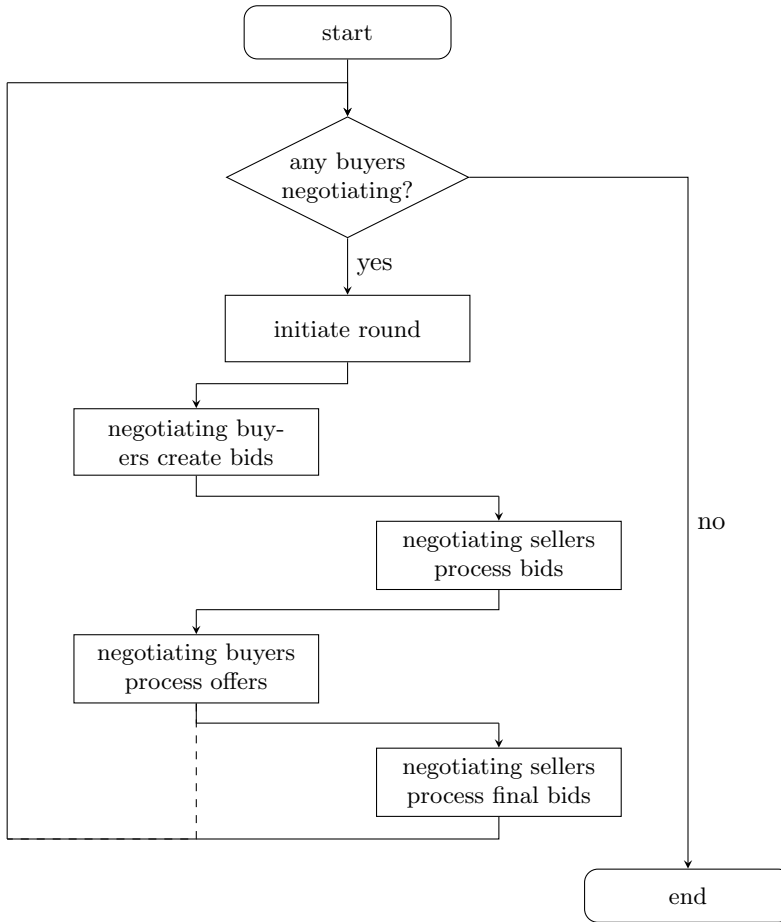 start
any buyers
negotiating?
yes
initiate round
negotiating buy-
ers create bids
no
negotiating sellers
process bids
negotiating buyers
process offers
negotiating sellers
process final bids
end